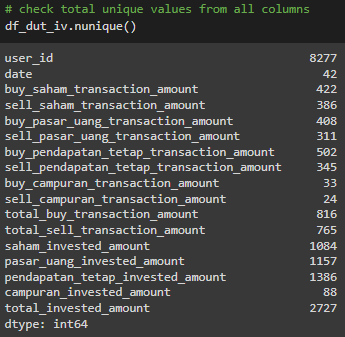 # check total unique values from all columns
df_dut_iv.nunique()
user_id 8277
date 42
buy_saham_transaction_amount 422
sell_saham_transaction_amount 386
buy_pasar_uang_transaction_amount 408
sell_pasar_uang_transaction_amount 311
buy_pendapatan_tetap_transaction_amount 502
sell_pendapatan_tetap_transaction_amount 345
buy_campuran_transaction_amount 33
sell_campuran_transaction_amount 24
total_buy_transaction_amount 816
total_sell_transaction_amount 765
saham_invested_amount 1084
pasar_uang_invested_amount 1157
pendapatan_tetap_invested_amount 1386
campuran_invested_amount 88
total_invested_amount 2727
dtype: int64